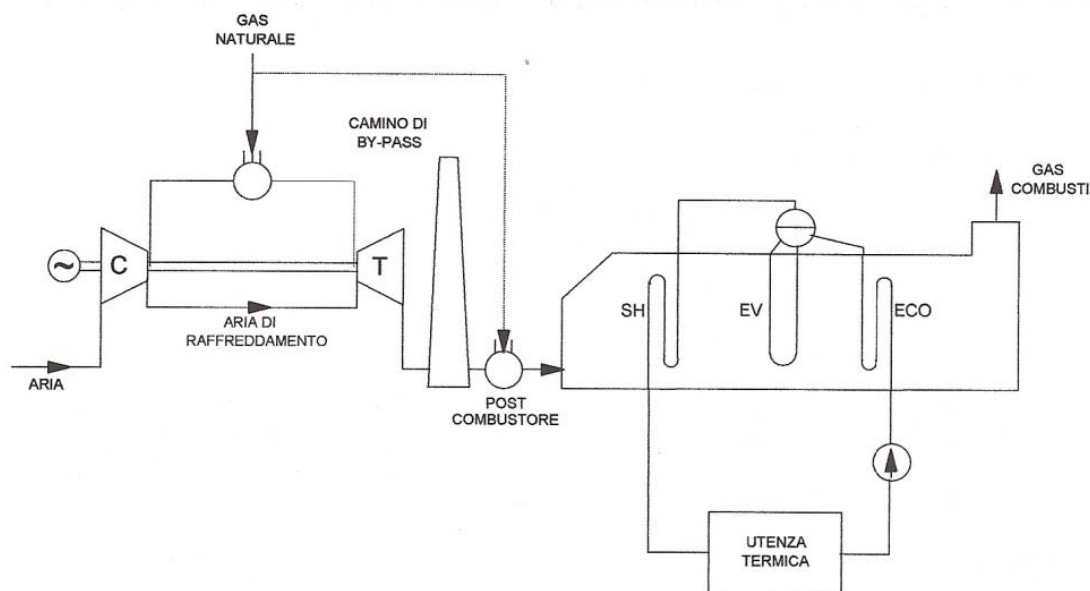 GAS
NATURALE
CAMINO DI
BY-PASS
GAS
COMBUSTI
C
T
SH
EV
ECO
ARIA DI
RAFFREDDAMENTO
ARIA
POST
COMBUSTORE
UTENZA
TERMICA